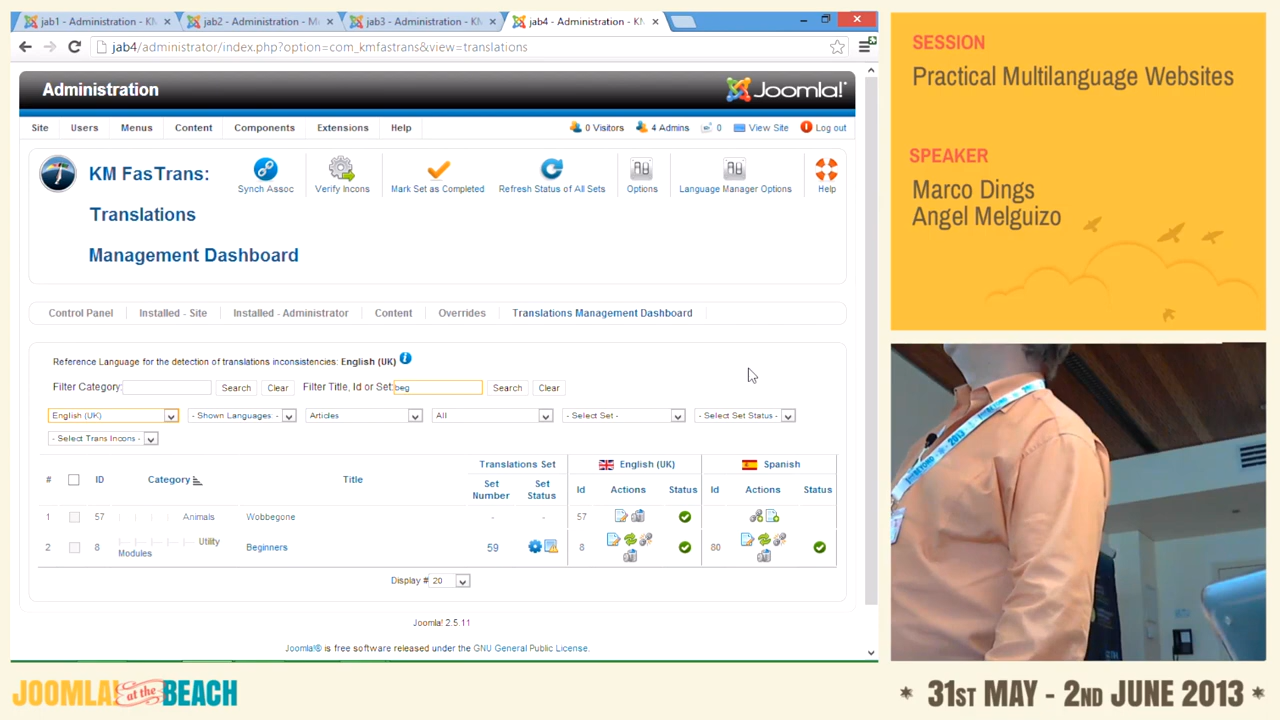 jab1 - Administration - KM
jab2 - Administration - M
jab3 - Administration - KM
jab4 - Administration - KM
jab4/administrator/index.php?option=com_kmfastrans&view=translations
Administration
Joomla!
Site Users Menus Content Components Extensions Help
0 Visitors 4 Admins 0 View Site Log out
KM FasTrans:
Translations
Management Dashboard
Synch Assoc
Verify Incons
Mark Set as Completed
Refresh Status of All Sets
Options
Language Manager Options
Help
Control Panel Installed - Site Installed - Administrator Content Overrides Translations Management Dashboard
Reference Language for the detection of translations inconsistencies: English (UK)
Filter Category: Search Clear Filter Title, Id or Set: beg Search Clear
English (UK) - Shown Languages - Articles All - Select Set - - Select Set Status -
- Select Trans Incons -
Translations Set English (UK) Spanish
# ID Category Title Set Number Set Status Id Actions Status Id Actions Status
1 57 Animals Wobbegone - - 57
2 8 Utility Modules Beginners 59 8 80
Display # 20
Joomla! 2.5.11
Joomla!® is free software released under the GNU General Public License.
SESSION
Practical Multilanguage Websites
SPEAKER
Marco Dings
Angel Melguizo
JOOMLA! at the BEACH
* 31ST MAY - 2ND JUNE 2013 *